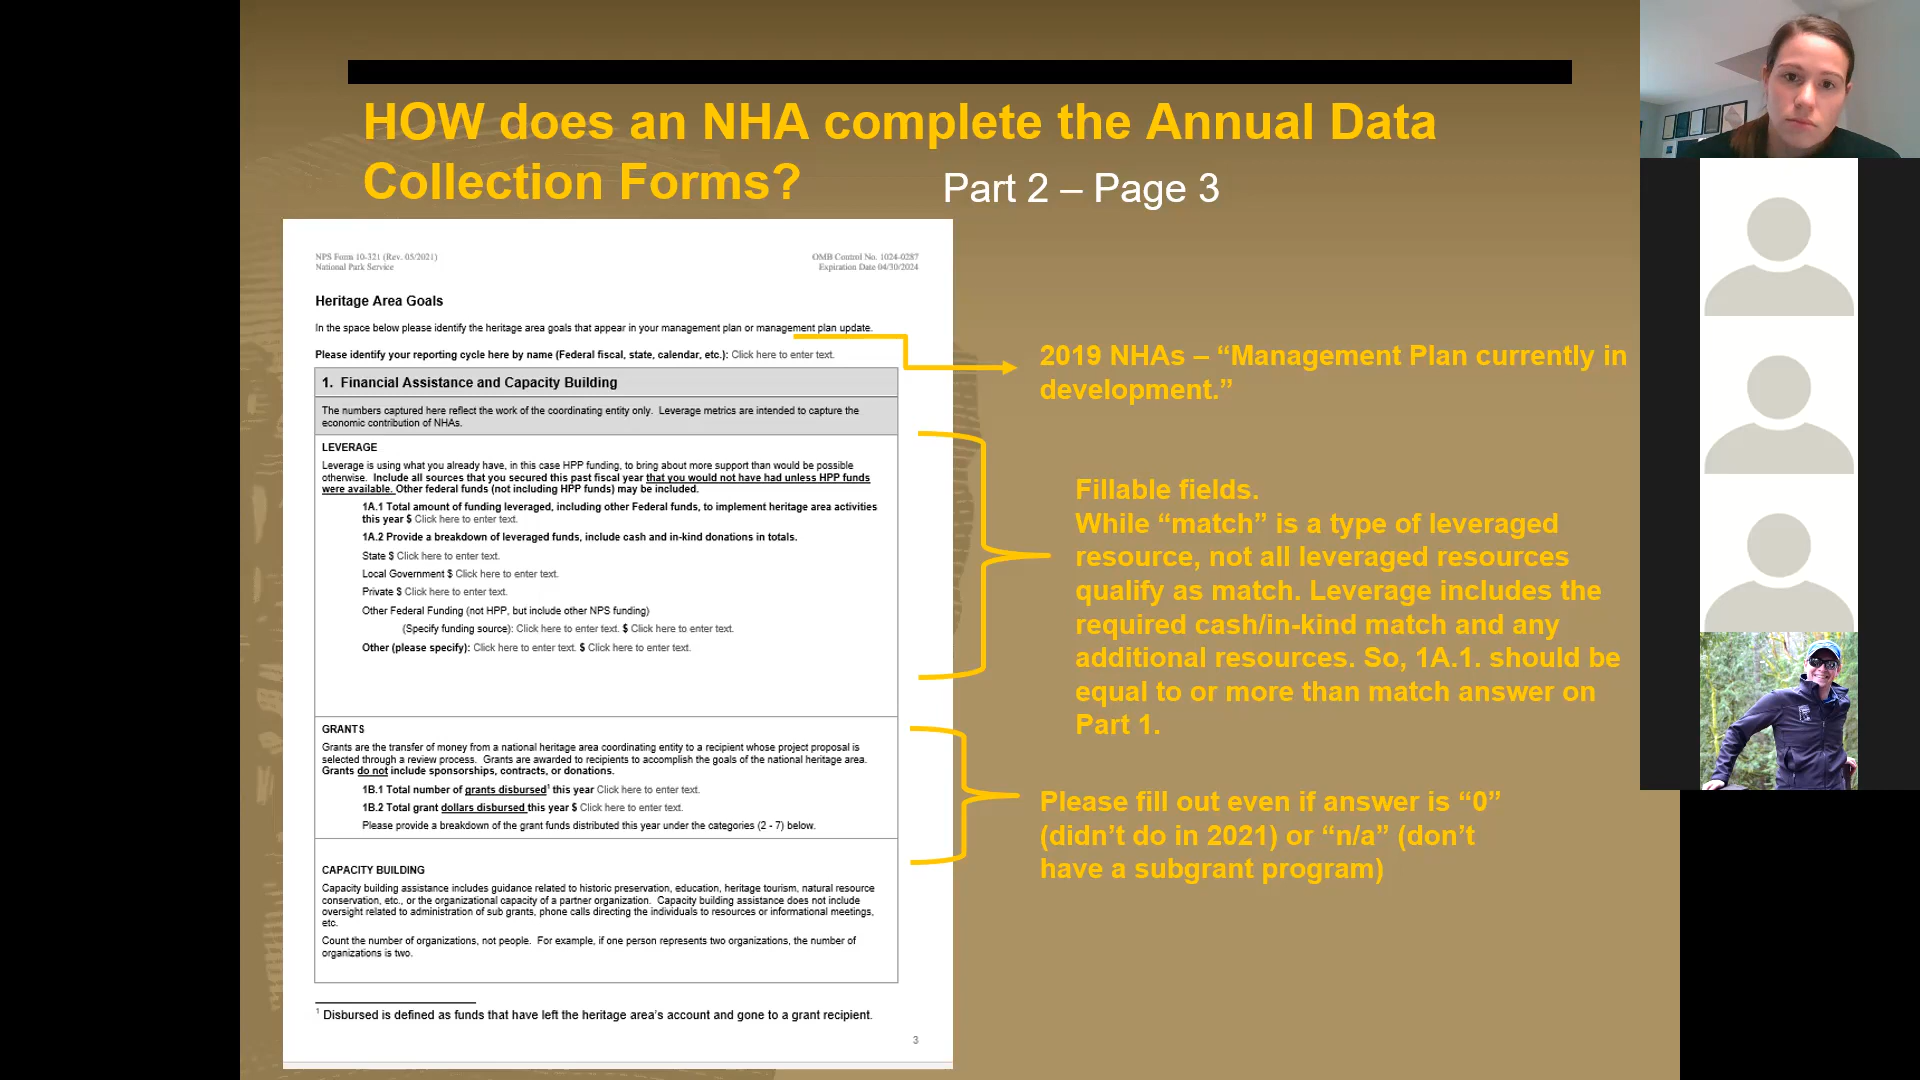 HOW does an NHA complete the Annual Data
Collection Forms? Part 2 – Page 3
NPS Form 10-321 (Rev. 05/2021)
National Park Service
OMB Control No. 1024-0287
Expiration Date 04/30/2024
Heritage Area Goals
In the space below please identify the heritage area goals that appear in your management plan or management plan update.
Please identify your reporting cycle here by name (Federal fiscal, state, calendar, etc.): Click here to enter text.
1. Financial Assistance and Capacity Building
The numbers captured here reflect the work of the coordinating entity only. Leverage metrics are intended to capture the
economic contribution of NHAs.
LEVERAGE
Leverage is using what you already have, in this case HPP funding, to bring about more support than would be possible
otherwise. Include all sources that you secured this past fiscal year that you would not have had unless HPP funds
were available. Other federal funds (not including HPP funds) may be included.
1A.1 Total amount of funding leveraged, including other Federal funds, to implement heritage area activities
this year $ Click here to enter text.
1A.2 Provide a breakdown of leveraged funds, include cash and in-kind donations in totals.
State $ Click here to enter text.
Local Government $ Click here to enter text.
Private $ Click here to enter text.
Other Federal Funding (not HPP, but include other NPS funding)
(Specify funding source): Click here to enter text. $ Click here to enter text.
Other (please specify): Click here to enter text. $ Click here to enter text.
GRANTS
Grants are the transfer of money from a national heritage area coordinating entity to a recipient whose project proposal is
selected through a review process. Grants are awarded to recipients to accomplish the goals of the national heritage area.
Grants do not include sponsorships, contracts, or donations.
1B.1 Total number of grants disbursed1 this year Click here to enter text.
1B.2 Total grant dollars disbursed this year $ Click here to enter text.
Please provide a breakdown of the grant funds distributed this year under the categories (2 - 7) below.
CAPACITY BUILDING
Capacity building assistance includes guidance related to historic preservation, education, heritage tourism, natural resource
conservation, etc., or the organizational capacity of a partner organization. Capacity building assistance does not include
oversight related to administration of sub grants, phone calls directing the individuals to resources or informational meetings,
etc.
Count the number of organizations, not people. For example, if one person represents two organizations, the number of
organizations is two.
1 Disbursed is defined as funds that have left the heritage area's account and gone to a grant recipient.
3
2019 NHAs – “Management Plan currently in
development.”
Fillable fields.
While “match” is a type of leveraged
resource, not all leveraged resources
qualify as match. Leverage includes the
required cash/in-kind match and any
additional resources. So, 1A.1. should be
equal to or more than match answer on
Part 1.
Please fill out even if answer is “0”
(didn’t do in 2021) or “n/a” (don’t
have a subgrant program)